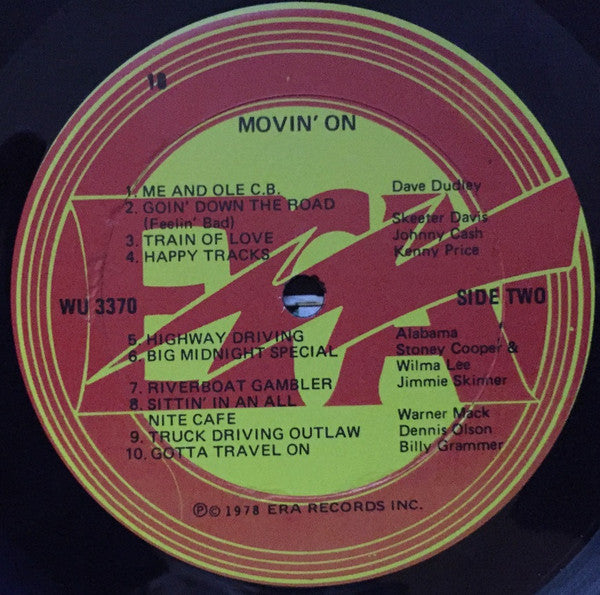 18
MOVIN' ON
1. ME AND OLE C.B. Dave Dudley
2. GOIN' DOWN THE ROAD
(Feelin' Bad) Skeeter Davis
3. TRAIN OF LOVE Johnny Cash
4. HAPPY TRACKS Kenny Price
WU 3370 SIDE TWO
ERA
5. HIGHWAY DRIVING Alabama
6. BIG MIDNIGHT SPECIAL Stoney Cooper &
Wilma Lee
7. RIVERBOAT GAMBLER Jimmie Skinner
8. SITTIN' IN AN ALL
NITE CAFE Warner Mack
9. TRUCK DRIVING OUTLAW Dennis Olson
10. GOTTA TRAVEL ON Billy Grammer
℗© 1978 ERA RECORDS INC.